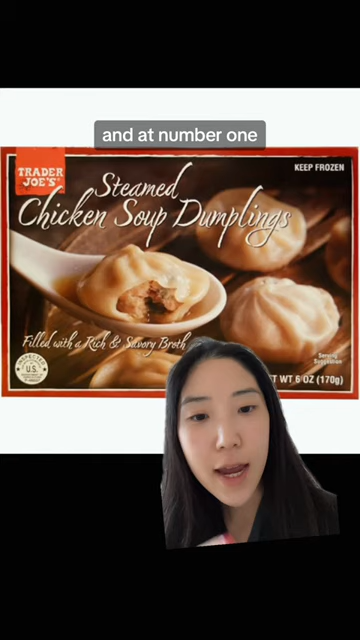 and at number one
TRADER
JOE'S
KEEP FROZEN
Steamed
Chicken Soup Dumplings
Filled with a Rich & Savory Broth
INSPECTED
U.S.
Serving
Suggestion
T WT 6 OZ (170g)